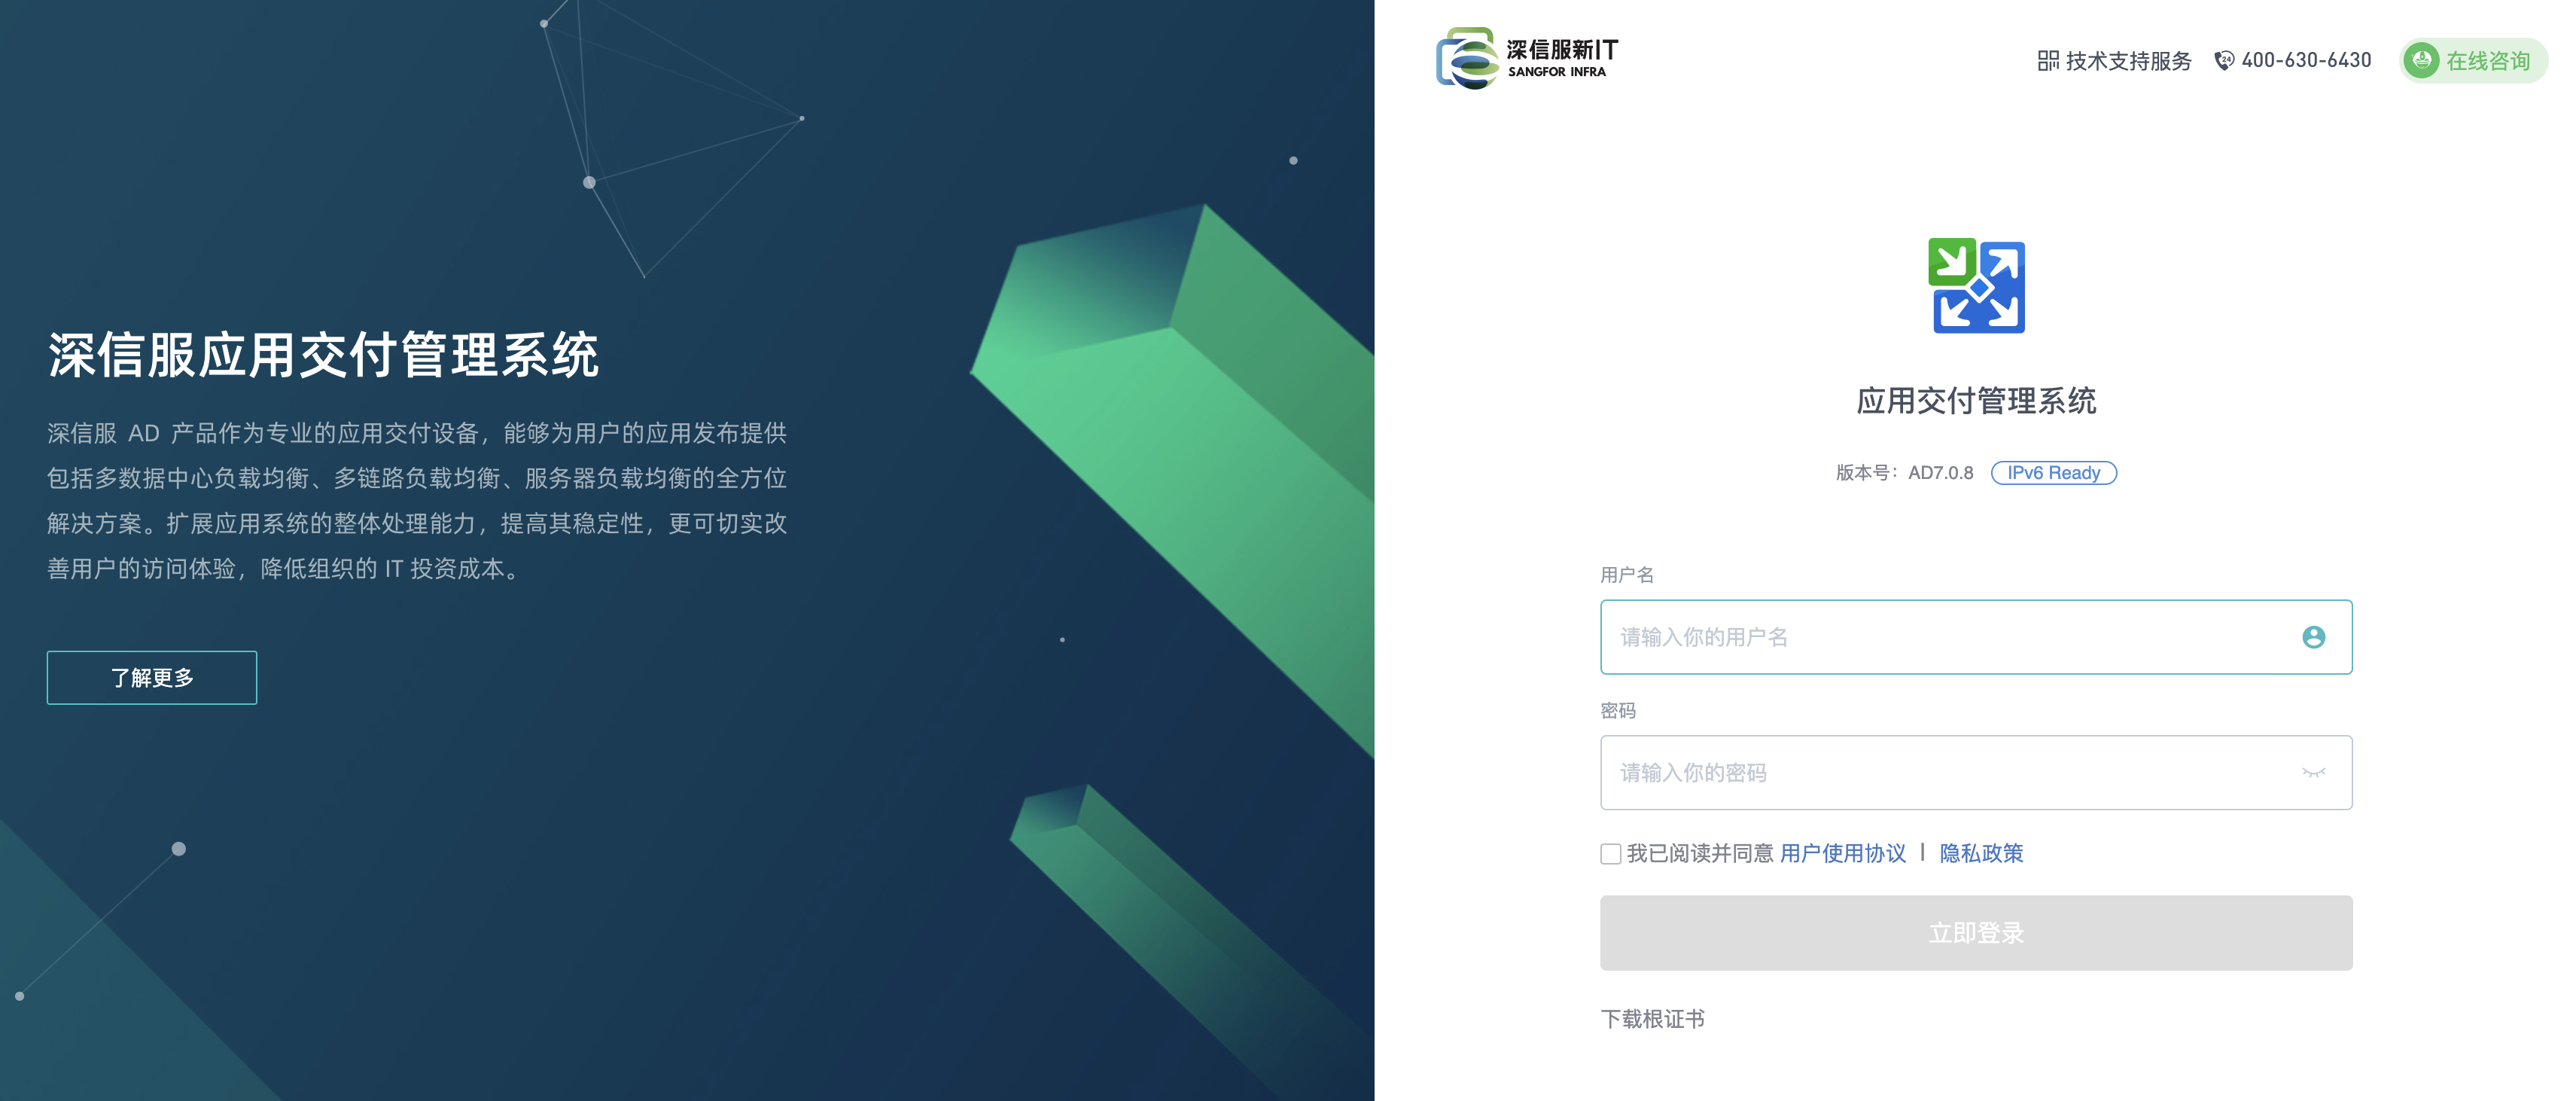 深信服应用交付管理系统
深信服 AD 产品作为专业的应用交付设备，能够为用户的应用发布提供
包括多数据中心负载均衡、多链路负载均衡、服务器负载均衡的全方位
解决方案。扩展应用系统的整体处理能力，提高其稳定性，更可切实改
善用户的访问体验，降低组织的 IT 投资成本。
了解更多
深信服新IT
SANGFOR INFRA
技术支持服务 24 400-630-6430 在线咨询
应用交付管理系统
版本号：AD7.0.8 IPv6 Ready
用户名
请输入你的用户名
密码
请输入你的密码
我已阅读并同意 用户使用协议 | 隐私政策
立即登录
下载根证书